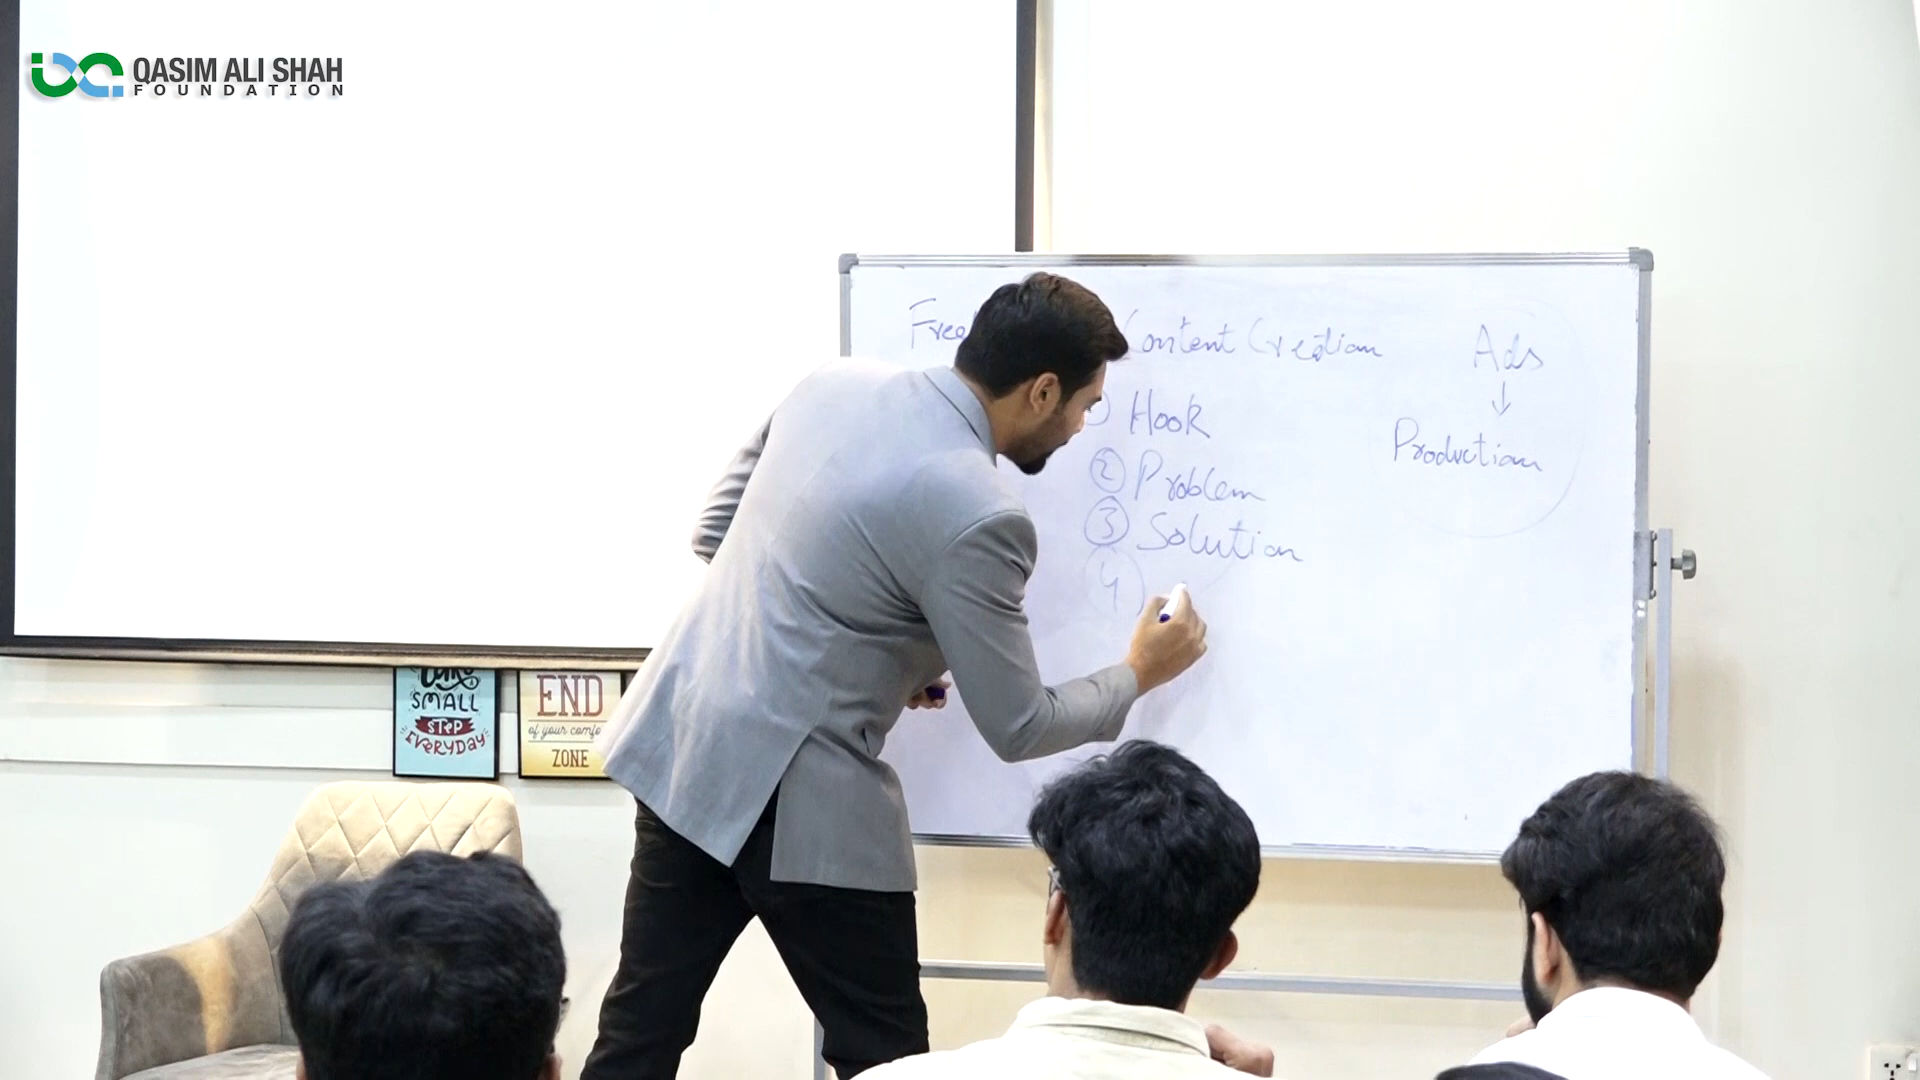 QASIM ALI SHAH
FOUNDATION
Content Creation
Ads
↓
Production
Hook
② Problem
③ Solution
④
SMALL
STEP
EVERYDAY
END
of your
ZONE